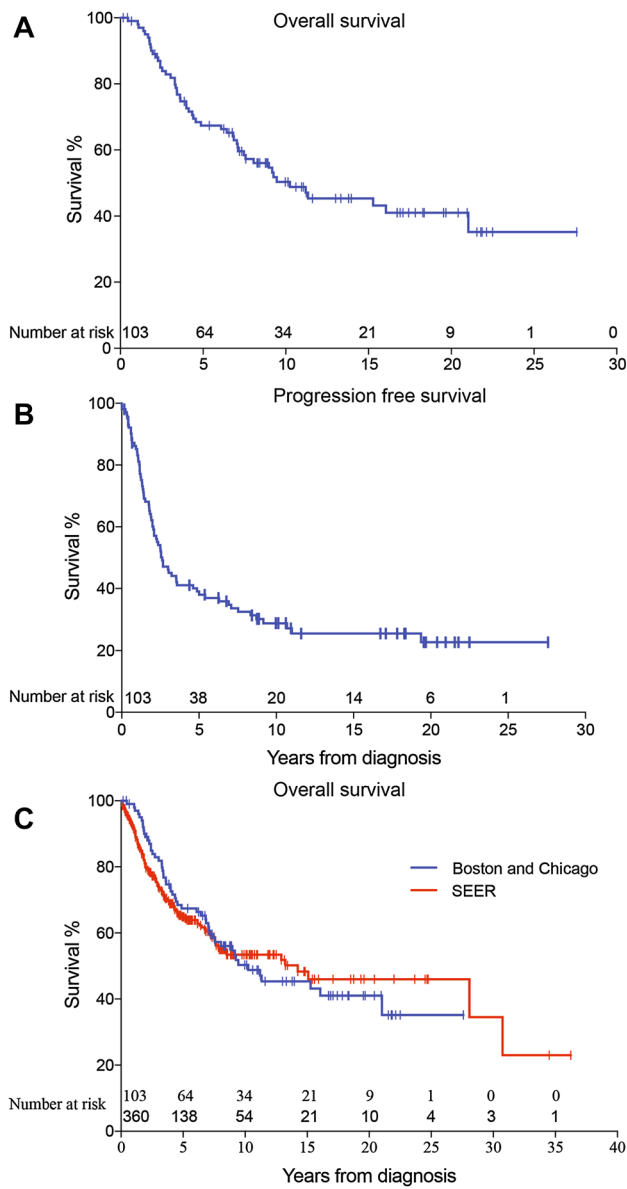 A
Overall survival
100
80
60
40
20
0
Survival %
Number at risk 103 64 34 21 9 1 0
0 5 10 15 20 25 30
B
Progression free survival
100
80
60
40
20
0
Survival %
Number at risk 103 38 20 14 6 1
0 5 10 15 20 25 30
Years from diagnosis
C
Overall survival
100
80
60
40
20
0
Survival %
Boston and Chicago
SEER
103 64 34 21 9 1 0 0
Number at risk
360 138 54 21 10 4 3 1
0 5 10 15 20 25 30 35 40
Years from diagnosis